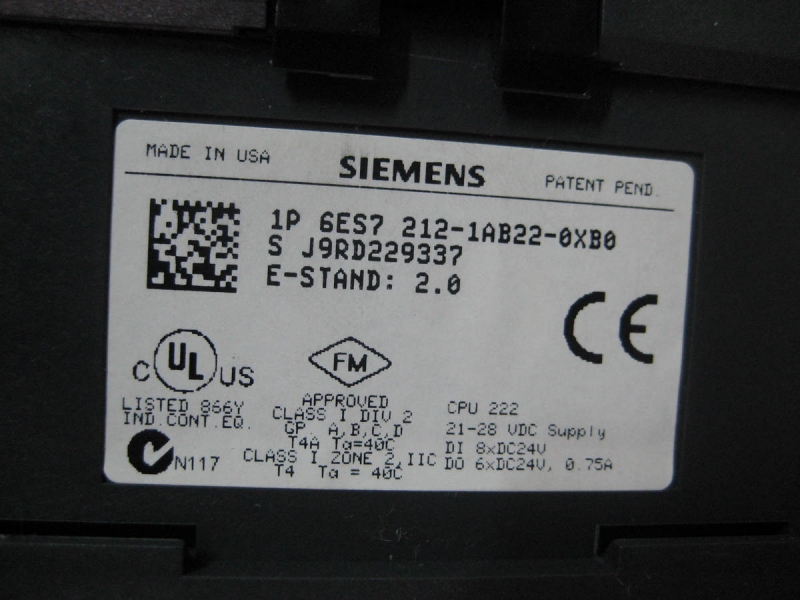 MADE IN USA
SIEMENS
PATENT PEND.
1P 6ES7 212-1AB22-0XB0
S J9RD229337
E-STAND: 2.0
CE
C UL US
LISTED 866Y
IND.CONT.EQ.
N117
FM
APPROVED
CLASS I DIV 2
GP. A,B,C,D
T4A Ta=40C
CLASS I ZONE 2,IIC
T4 Ta = 40C
CPU 222
21-28 VDC Supply
DI 8xDC24V
DO 6xDC24V, 0.75A